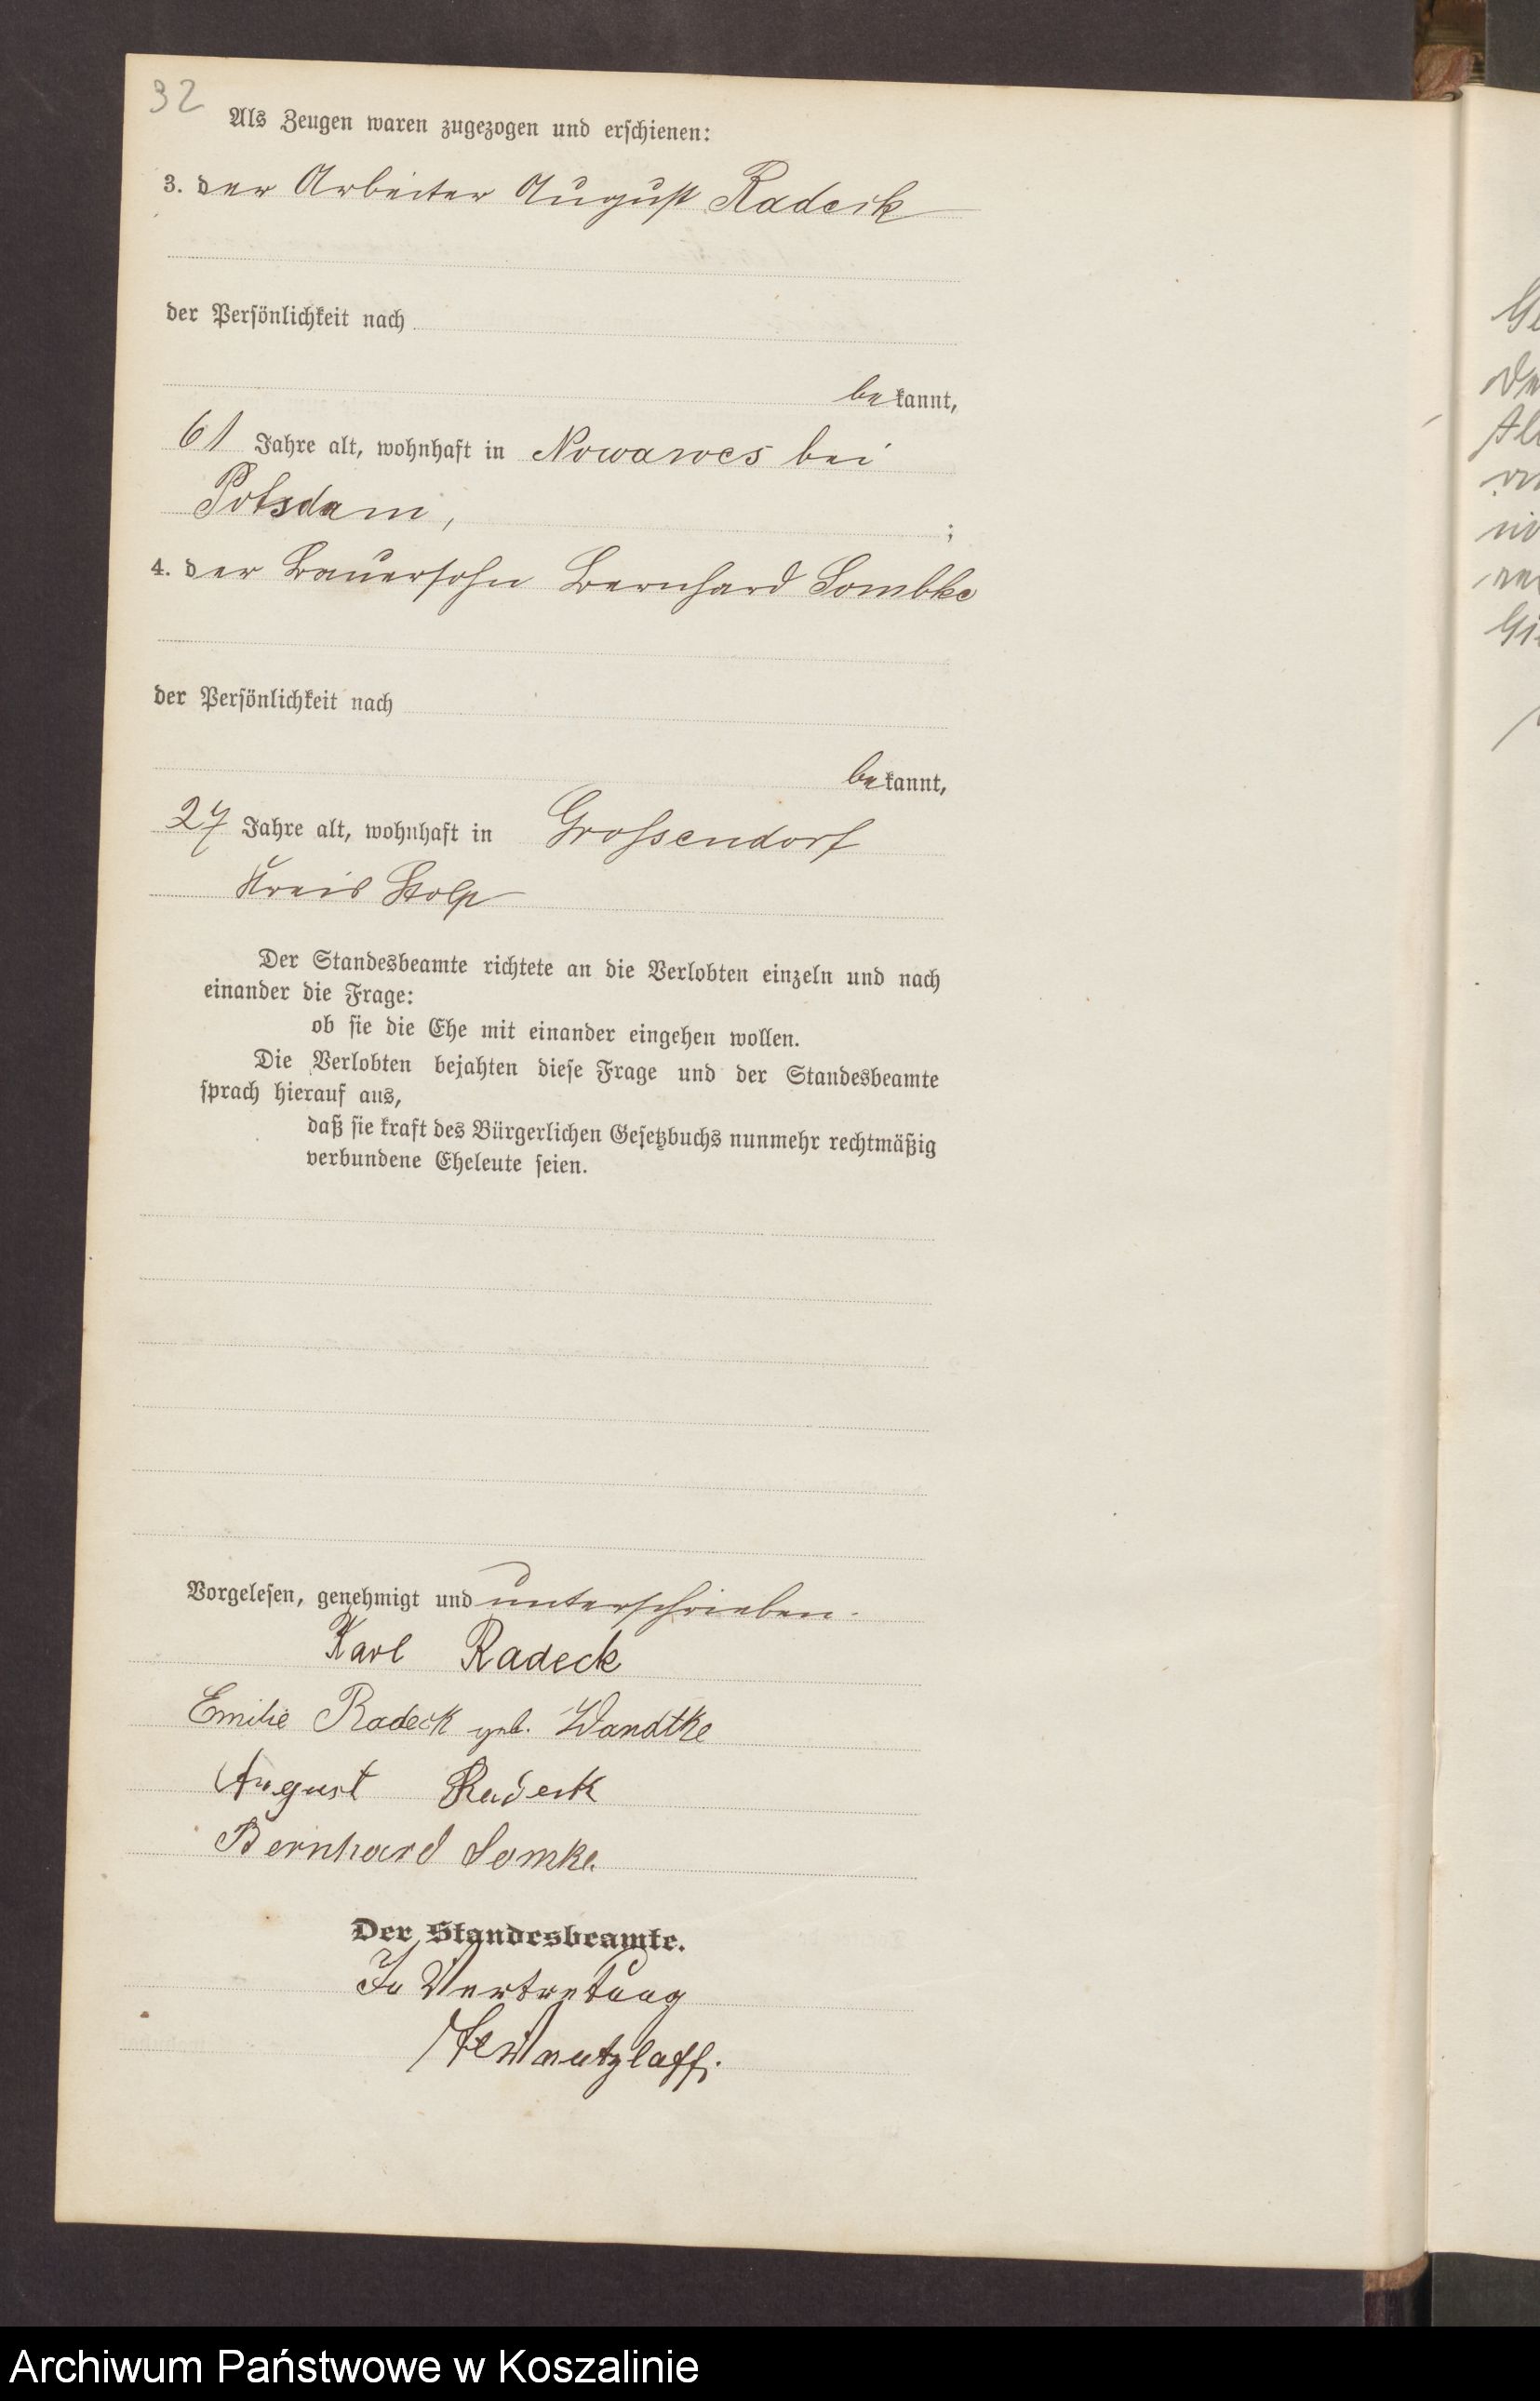 32
Als Zeugen waren zugezogen und erschienen:
3. der Arbeiter August Radeck
der Persönlichkeit nach
bekannt,
61 Jahre alt, wohnhaft in Nowawes bei
Potsdam,
;
4. der Bauersohn Bernhard Sombke
der Persönlichkeit nach
bekannt,
27 Jahre alt, wohnhaft in Grossendorf
Kreis Stolp
Der Standesbeamte richtete an die Verlobten einzeln und nach
einander die Frage:
ob sie die Ehe mit einander eingehen wollen.
Die Verlobten bejahten diese Frage und der Standesbeamte
sprach hierauf aus,
daß sie kraft des Bürgerlichen Gesetzbuchs nunmehr rechtmäßig
verbundene Eheleute seien.
Vorgelesen, genehmigt und unterschrieben.
Karl Radeck
Emilie Radeck geb. Wandtke
August Radeck
Bernhard Somke.
Der Standesbeamte.
In Vertretung
Archiwum Państwowe w Koszalinie